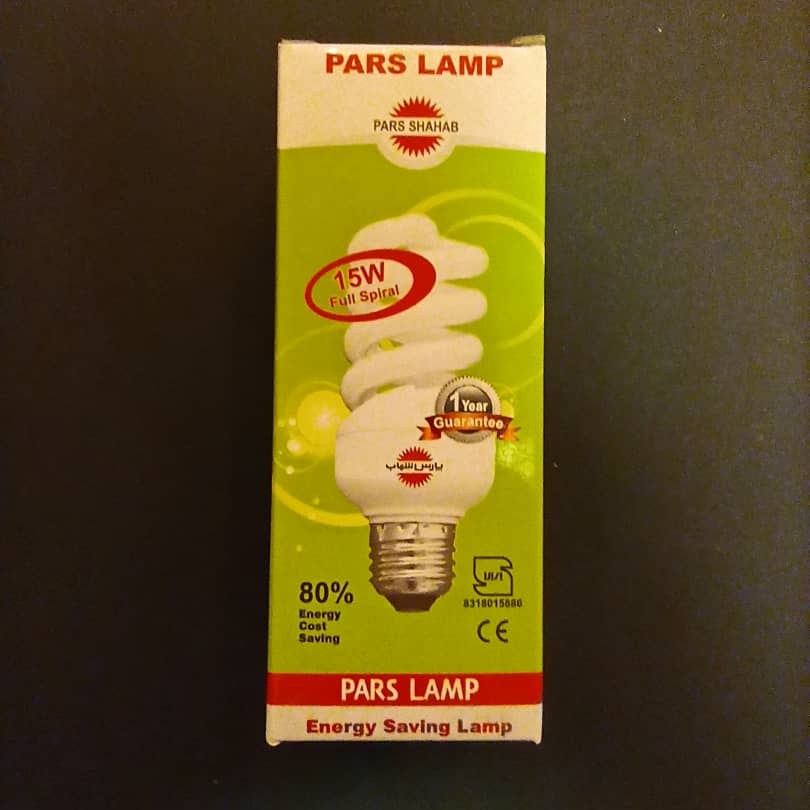 PARS LAMP
PARS SHAHAB
15W
Full Spiral
1 Year
Guarantee
پارس شهاب
80%
Energy
Cost
Saving
8318015886
CE
PARS LAMP
Energy Saving Lamp